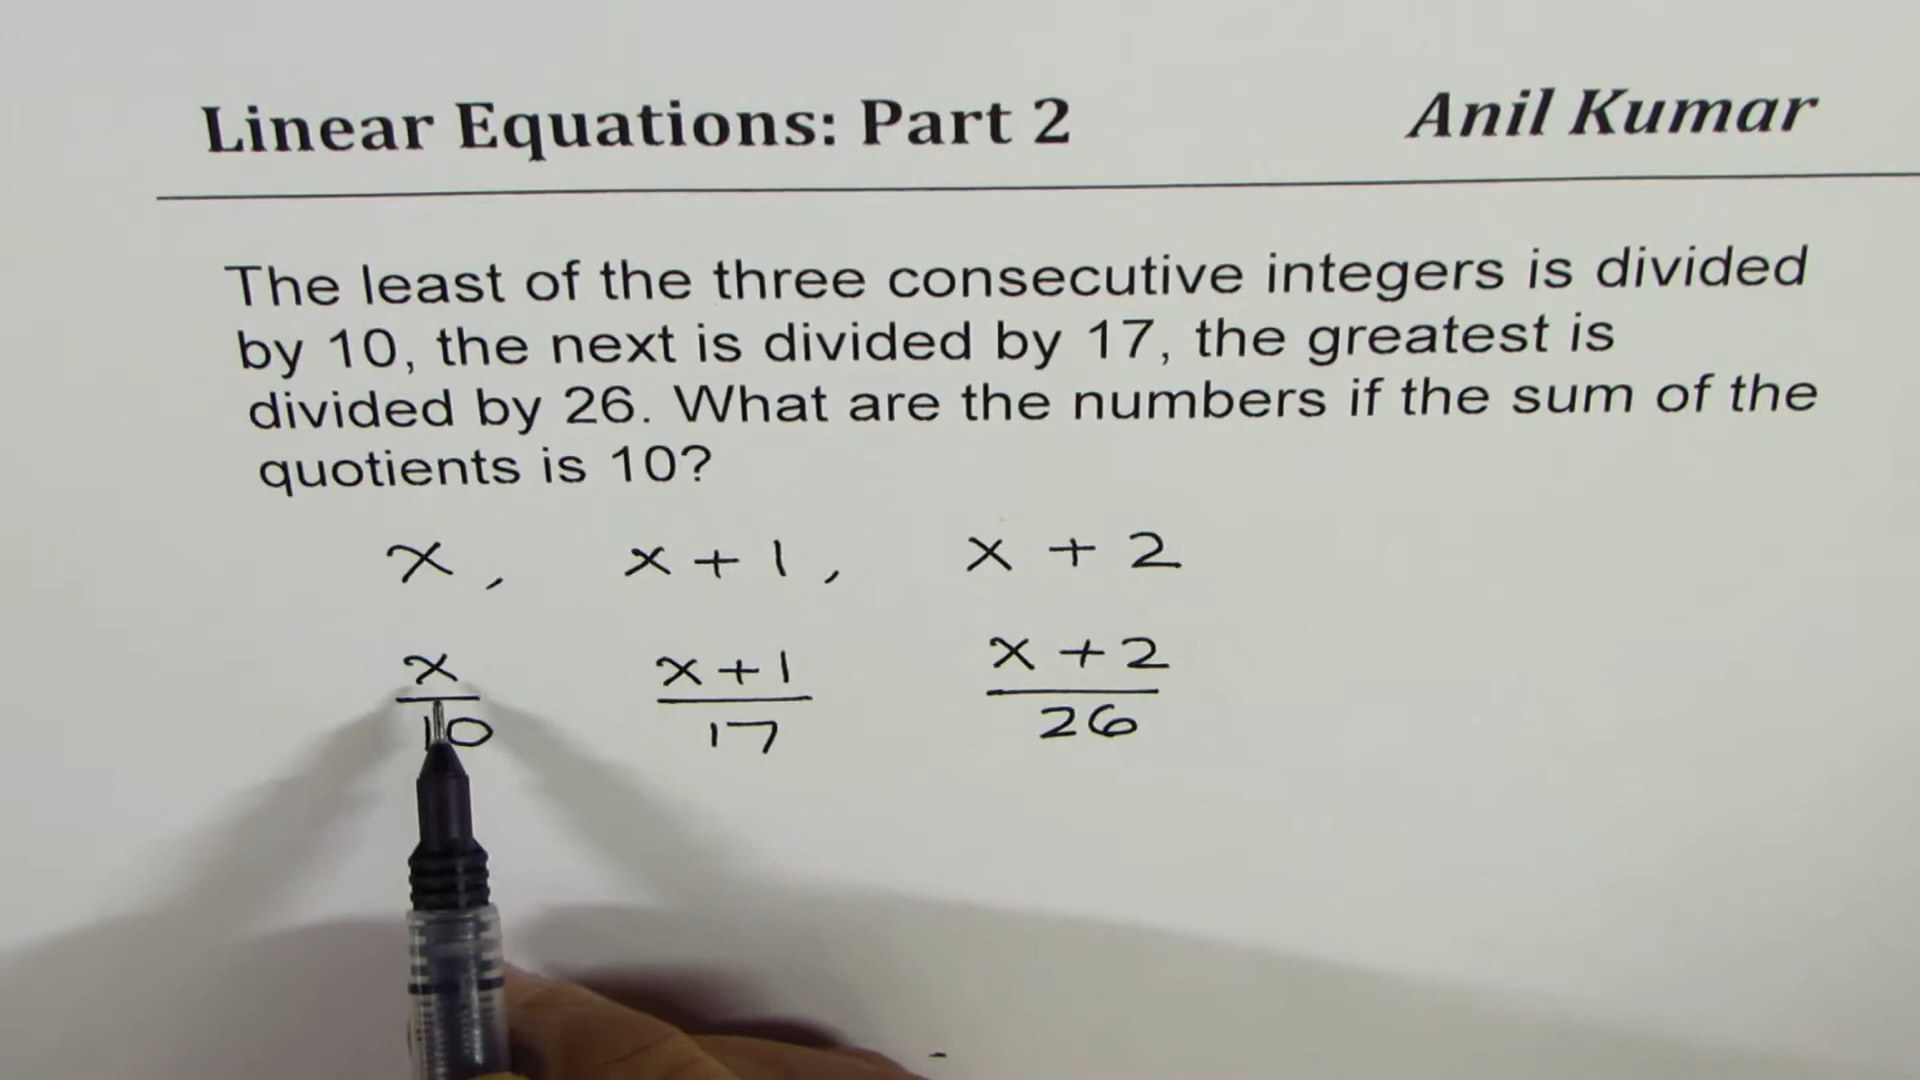 Linear Equations: Part 2 Anil Kumar
The least of the three consecutive integers is divided
by 10, the next is divided by 17, the greatest is
divided by 26. What are the numbers if the sum of the
quotients is 10?
x , x + 1 , x + 2
x/10 x + 1/17 x + 2/26